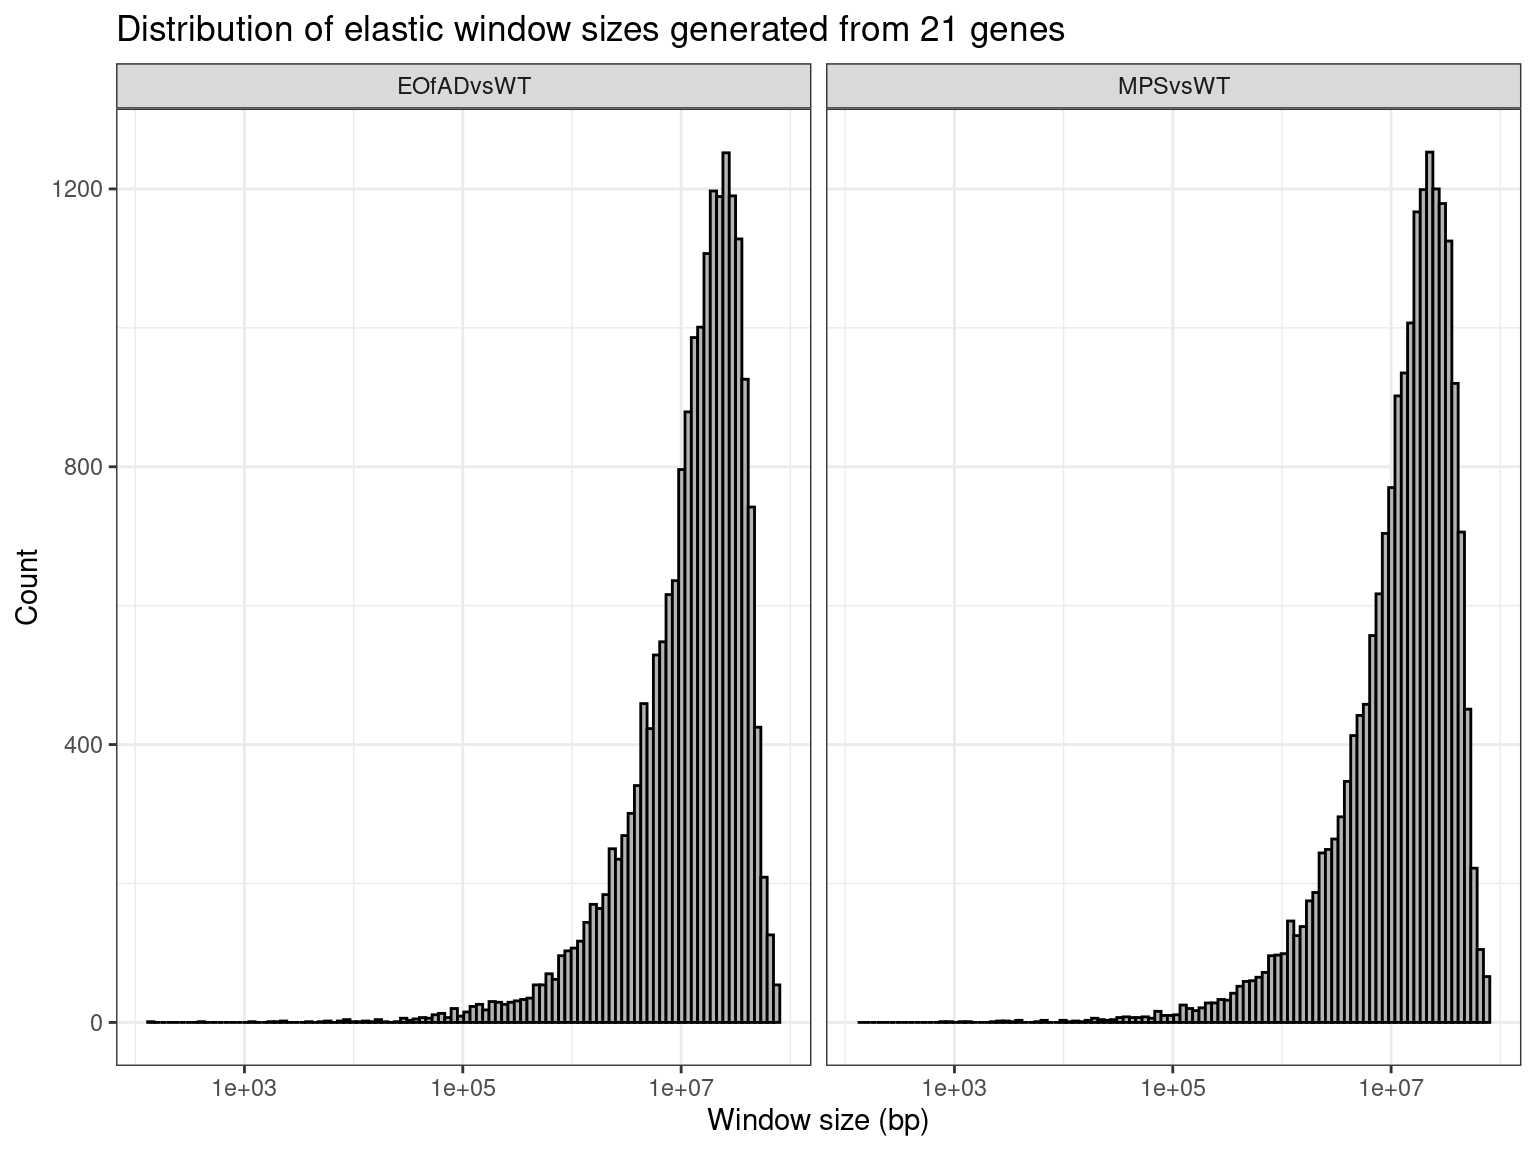 Distribution of elastic window sizes generated from 21 genes
EOfADvsWT
MPSvsWT
1200
800
400
0
Count
1e+03
1e+05
1e+07
1e+03
1e+05
1e+07
Window size (bp)